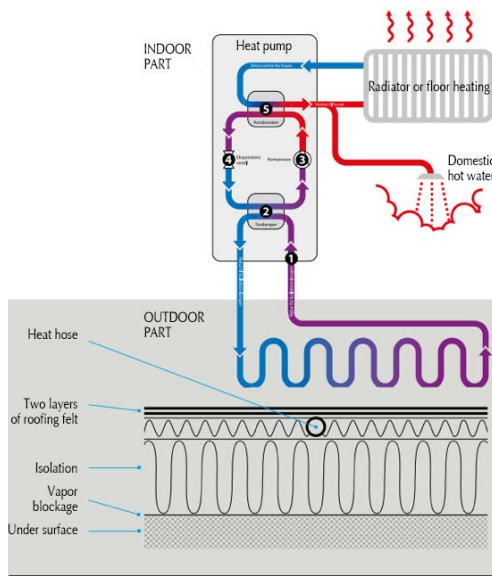 INDOOR
PART
Heat pump
Radiator or floor heating
5
Kondensator
4
Ekspansions
ventil
3
Kompressor
Domestic
hot water
2
Fordamper
1
OUTDOOR
PART
Heat hose
Two layers
of roofing felt
Isolation
Vapor
blockage
Under surface